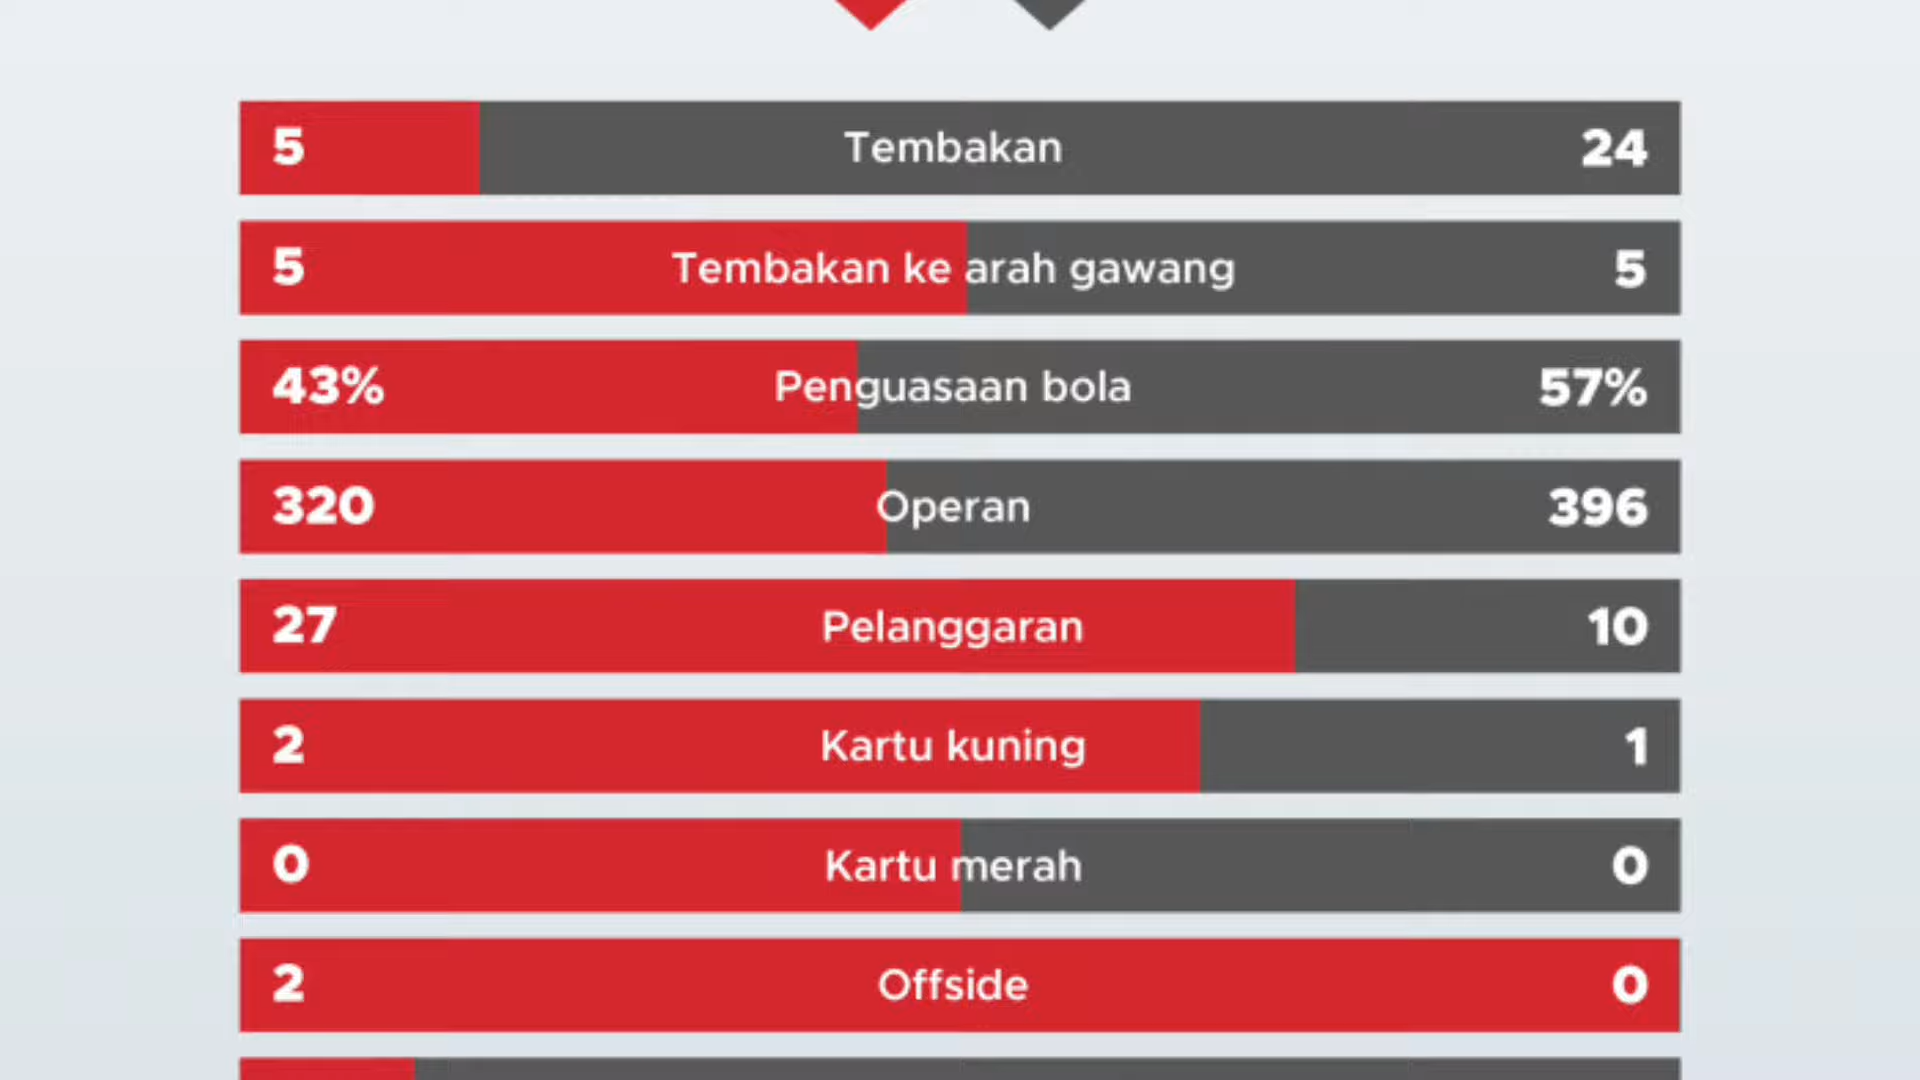 5 Tembakan 24
5 Tembakan ke arah gawang 5
43% Penguasaan bola 57%
320 Operan 396
27 Pelanggaran 10
2 Kartu kuning 1
0 Kartu merah 0
2 Offside 0